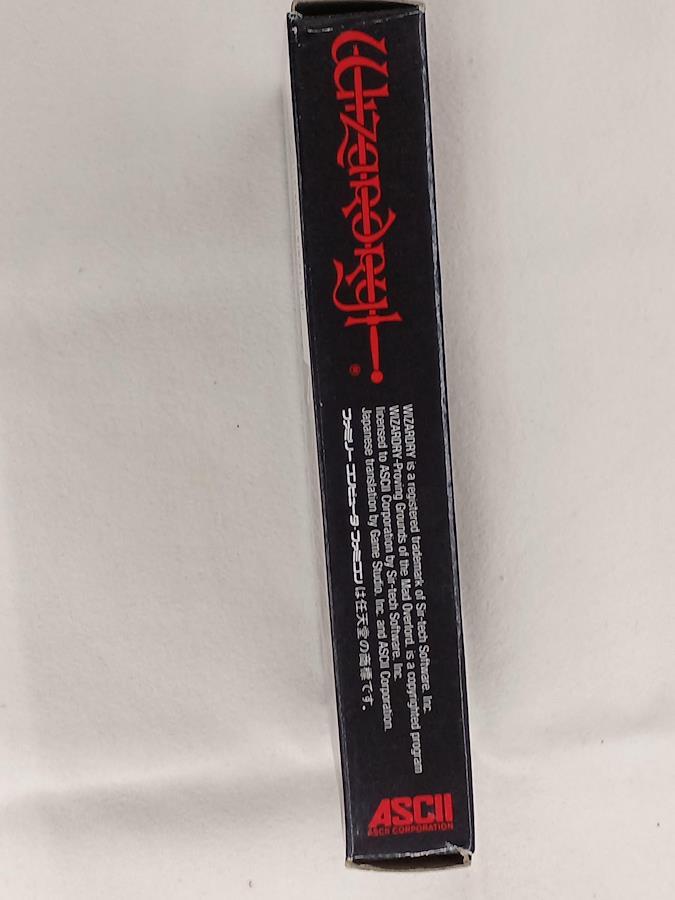 Wizardry®
WIZARDRY is a registered trademark of Sir-tech Software, Inc.
WIZARDRY-Proving Grounds of the Mad Overlord, is a copyrighted program
licensed to ASCII Corporation by Sir-tech Software, Inc.
Japanese translation by Game Studio, Inc. and ASCII Corporation.
ファミリーコンピュータ・ファミコンは任天堂の商標です。
ASCII
ASCII CORPORATION